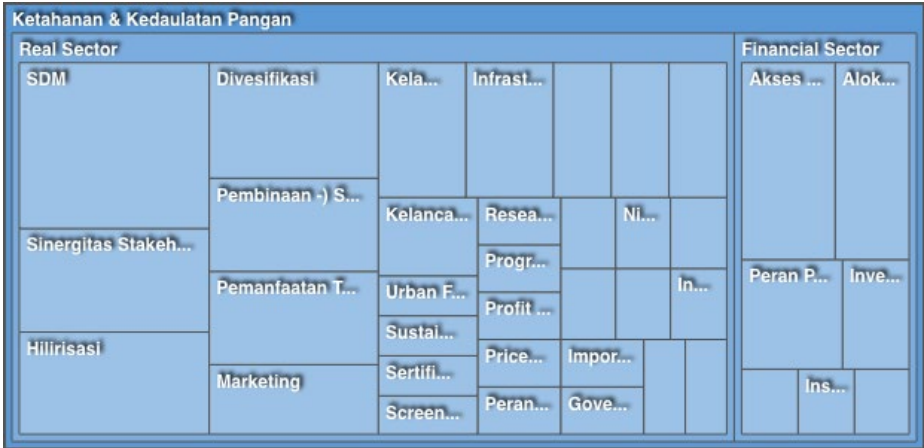 Ketahanan & Kedaulatan Pangan
Real Sector
Financial Sector
SDM
Divesifikasi
Kela...
Infrast...
Akses ...
Alok...
Pembinaan -) S...
Kelanca...
Resea...
Ni...
Sinergitas Stakeh...
Progr...
Peran P...
Inve...
Pemanfaatan T...
Urban F...
In...
Profit ...
Sustai...
Hilirisasi
Price...
Impor...
Marketing
Sertifi...
Ins...
Screen...
Peran...
Gove...